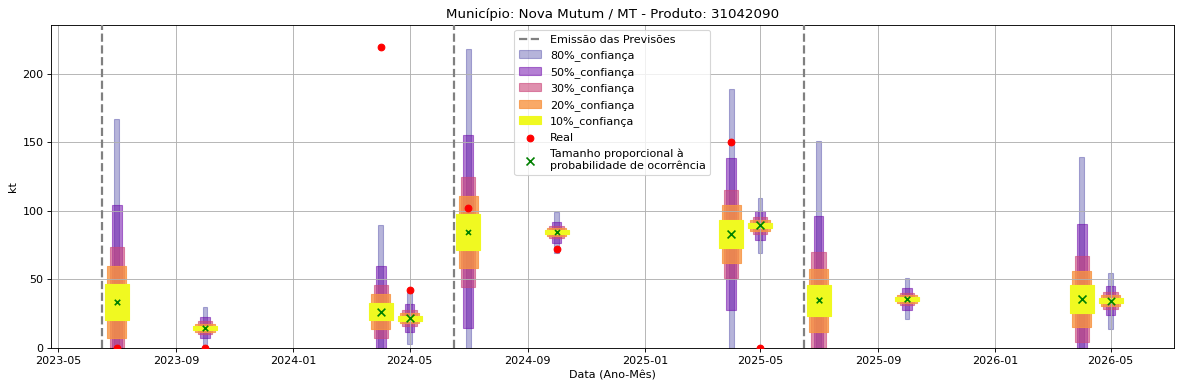 Município: Nova Mutum / MT - Produto: 31042090
Emissão das Previsões
80%_confiança
50%_confiança
30%_confiança
20%_confiança
10%_confiança
Real
Tamanho proporcional à
probabilidade de ocorrência
kt
200
150
100
50
0
2023-05 2023-09 2024-01 2024-05 2024-09 2025-01 2025-05 2025-09 2026-01 2026-05
Data (Ano-Mês)